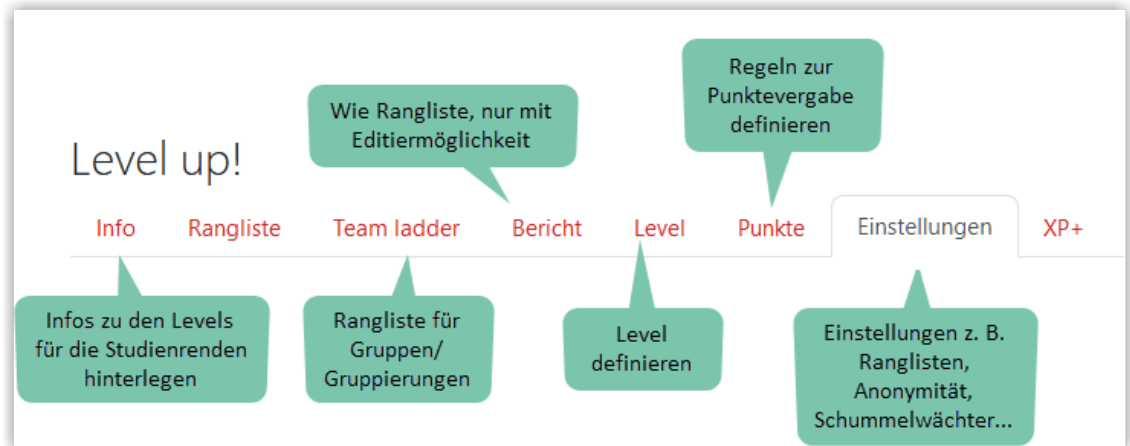 Regeln zur
Punktevergabe
definieren
Wie Rangliste, nur mit
Editiermöglichkeit
Level up!
Info Rangliste Team ladder Bericht Level Punkte Einstellungen XP+
Infos zu den Levels
für die Studienrenden
hinterlegen
Rangliste für
Gruppen/
Gruppierungen
Level
definieren
Einstellungen z. B.
Ranglisten,
Anonymität,
Schummelwächter...